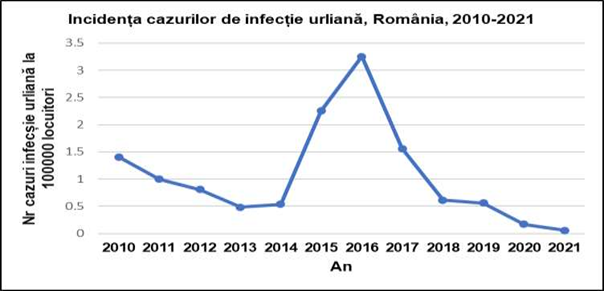 Incidența cazurilor de infecție urliană, România, 2010-2021
Nr cazuri infecșie urliană la
100000 locuitori
3.5
3
2.5
2
1.5
1
0.5
0
2010 2011 2012 2013 2014 2015 2016 2017 2018 2019 2020 2021
An